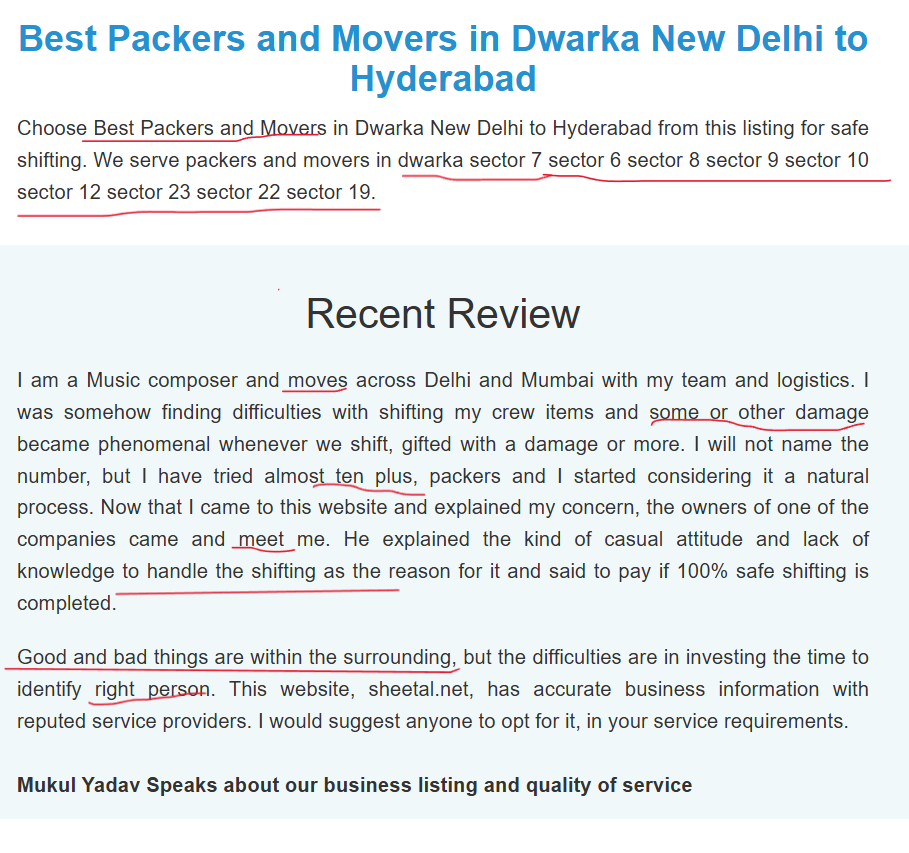 Best Packers and Movers in Dwarka New Delhi to
Hyderabad
Choose Best Packers and Movers in Dwarka New Delhi to Hyderabad from this listing for safe
shifting. We serve packers and movers in dwarka sector 7 sector 6 sector 8 sector 9 sector 10
sector 12 sector 23 sector 22 sector 19.
Recent Review
I am a Music composer and moves across Delhi and Mumbai with my team and logistics. I
was somehow finding difficulties with shifting my crew items and some or other damage
became phenomenal whenever we shift, gifted with a damage or more. I will not name the
number, but I have tried almost ten plus, packers and I started considering it a natural
process. Now that I came to this website and explained my concern, the owners of one of the
companies came and meet me. He explained the kind of casual attitude and lack of
knowledge to handle the shifting as the reason for it and said to pay if 100% safe shifting is
completed.
Good and bad things are within the surrounding, but the difficulties are in investing the time to
identify right person. This website, sheetal.net, has accurate business information with
reputed service providers. I would suggest anyone to opt for it, in your service requirements.
Mukul Yadav Speaks about our business listing and quality of service